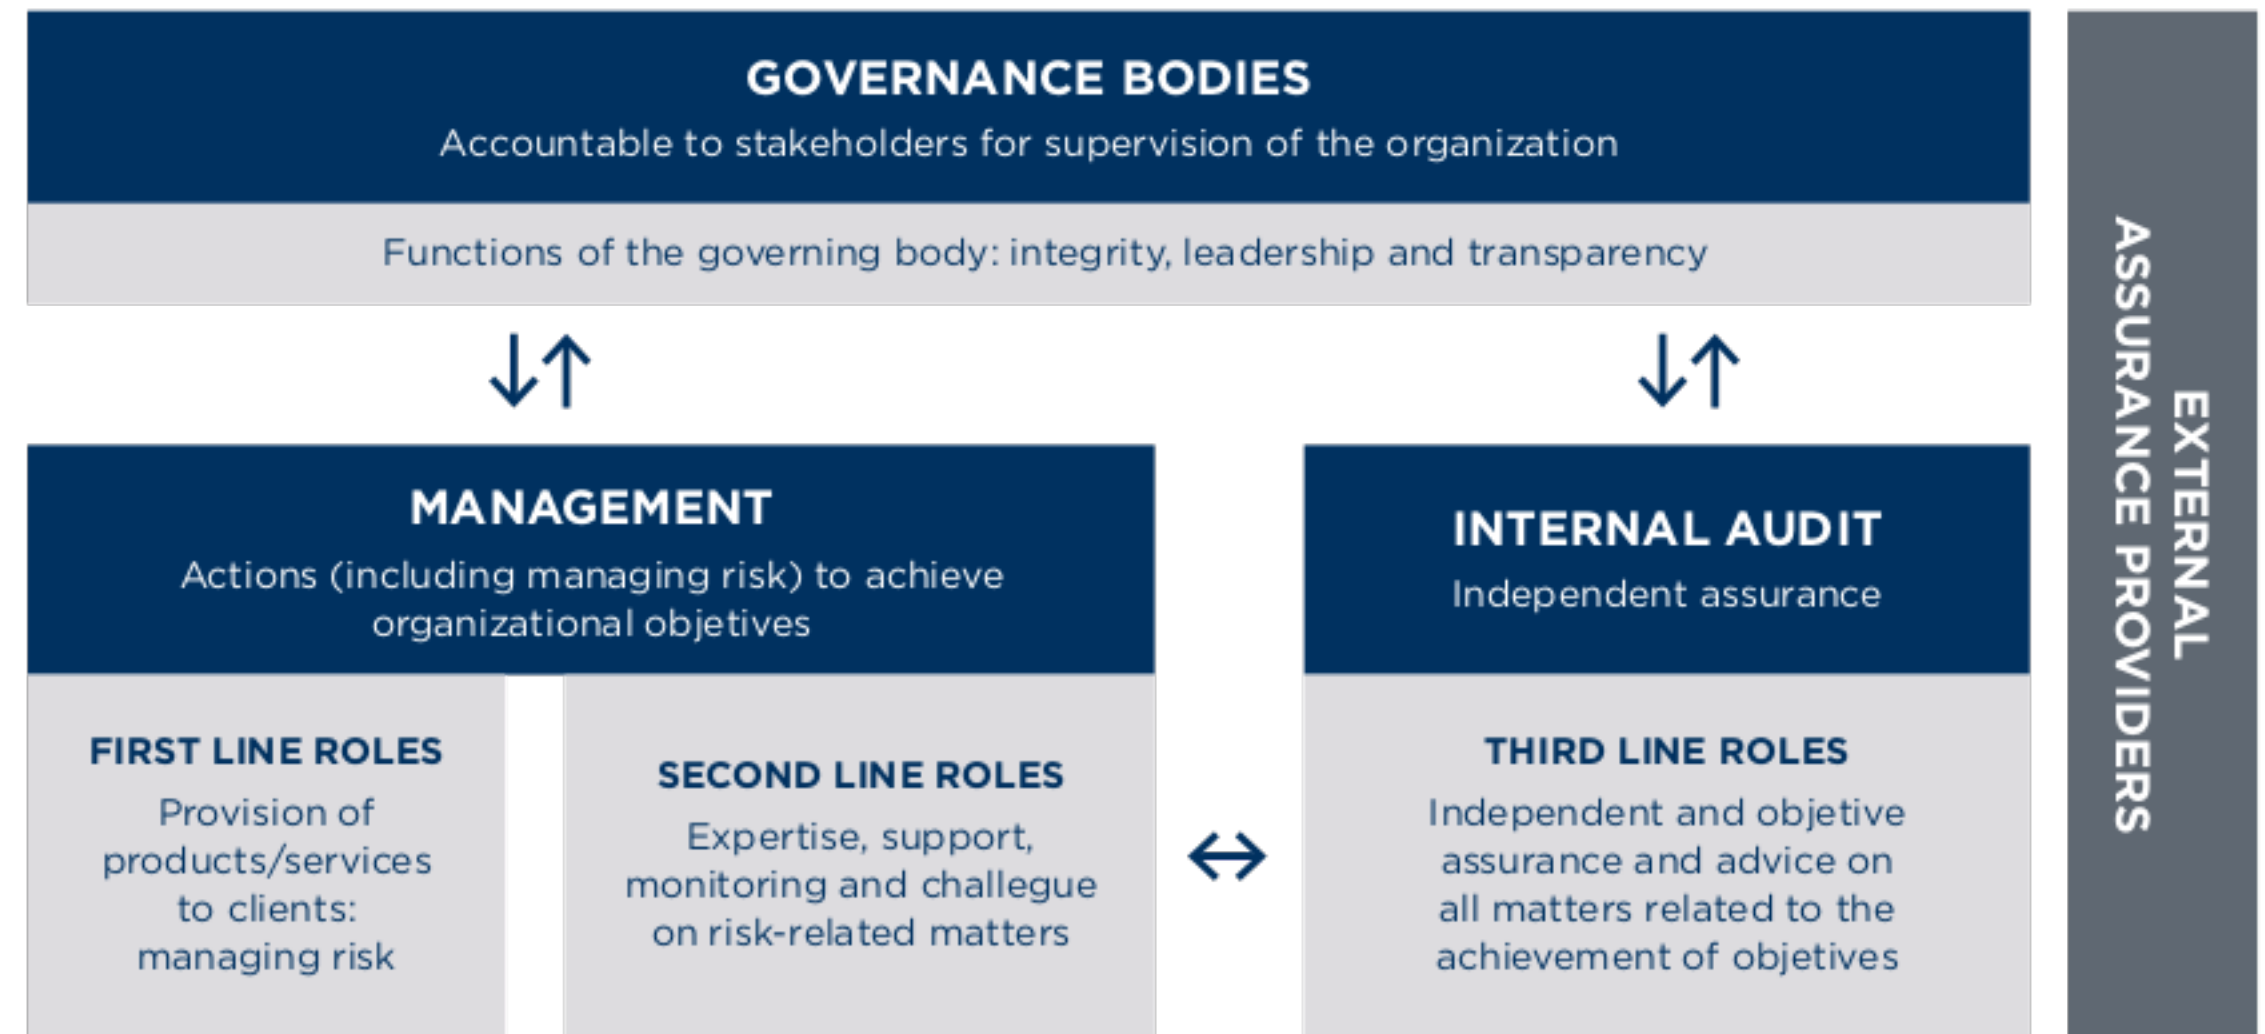 GOVERNANCE BODIES
Accountable to stakeholders for supervision of the organization
Functions of the governing body: integrity, leadership and transparency
MANAGEMENT
Actions (including managing risk) to achieve
organizational objetives
FIRST LINE ROLES
Provision of
products/services
to clients:
managing risk
SECOND LINE ROLES
Expertise, support,
monitoring and challegue
on risk-related matters
INTERNAL AUDIT
Independent assurance
THIRD LINE ROLES
Independent and objetive
assurance and advice on
all matters related to the
achievement of objetives
EXTERNAL
ASSURANCE PROVIDERS